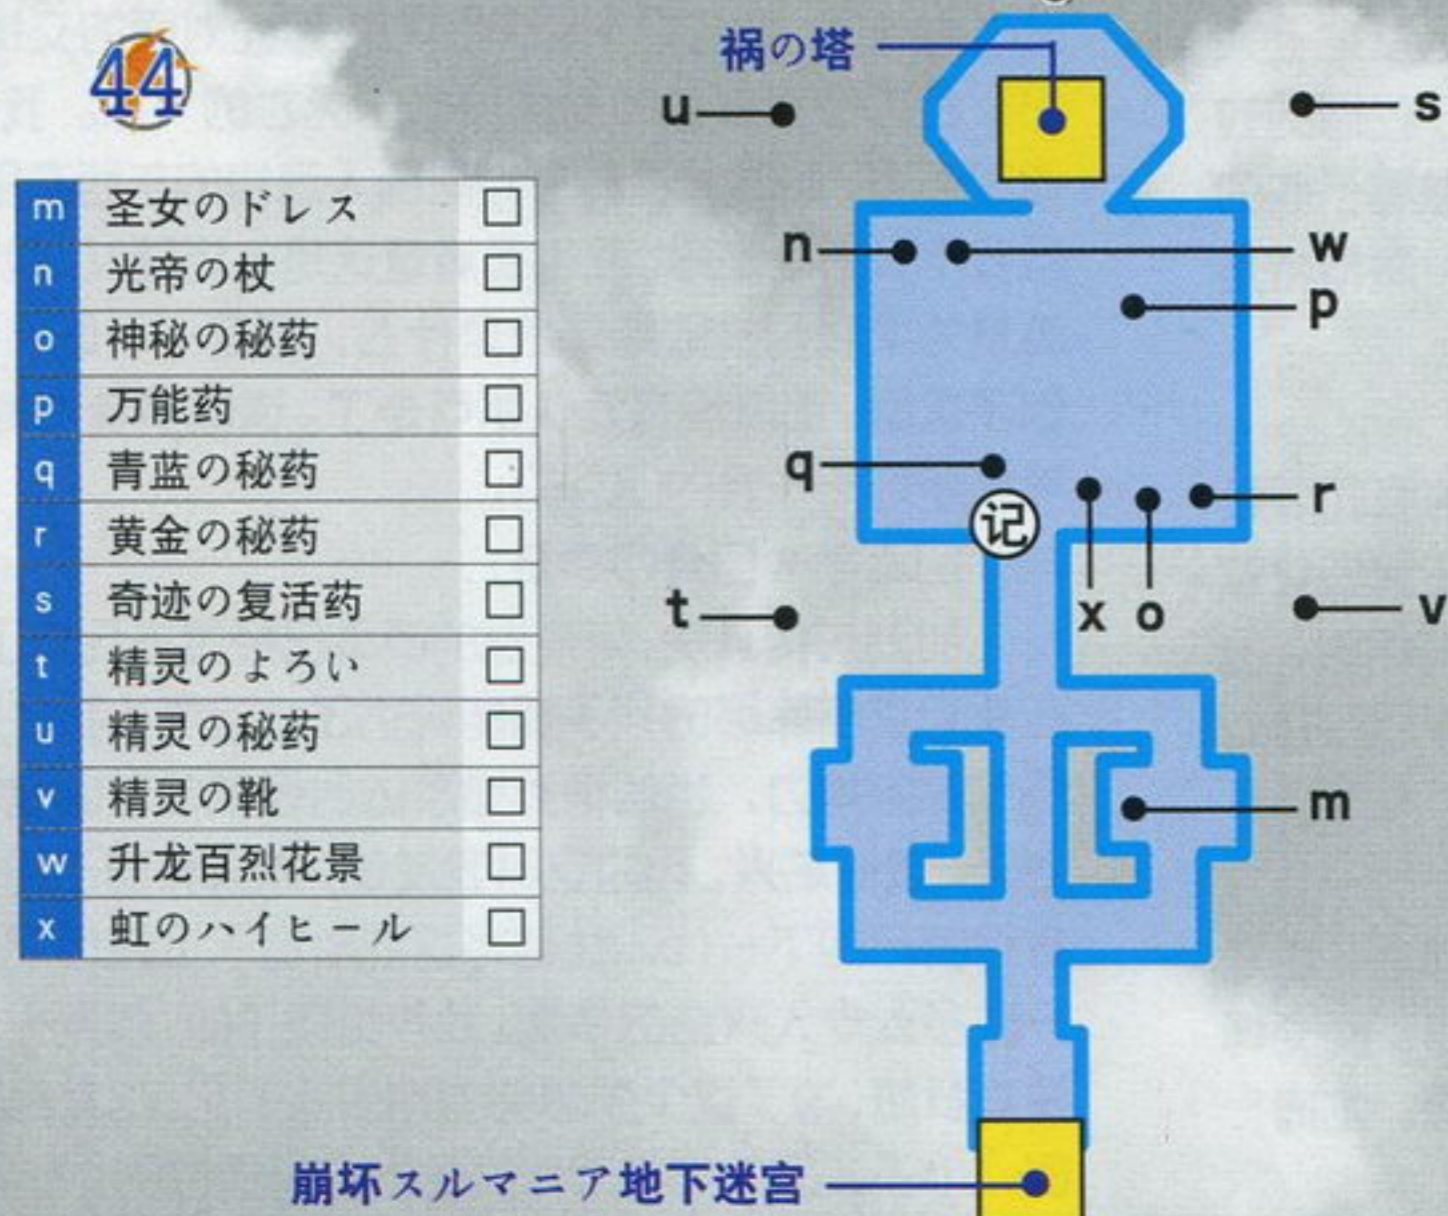 44
m 圣女のドレス □
n 光帝の杖 □
o 神秘の秘药 □
p 万能药 □
q 青蓝の秘药 □
r 黄金の秘药 □
s 奇迹の复活药 □
t 精灵のよろい □
u 精灵の秘药 □
v 精灵の靴 □
w 升龙百烈花景 □
x 虹のハイヒール □
祸の塔
u
s
n
w
p
q
r
记
x
o
t
v
m
崩坏スルマニア地下迷宫